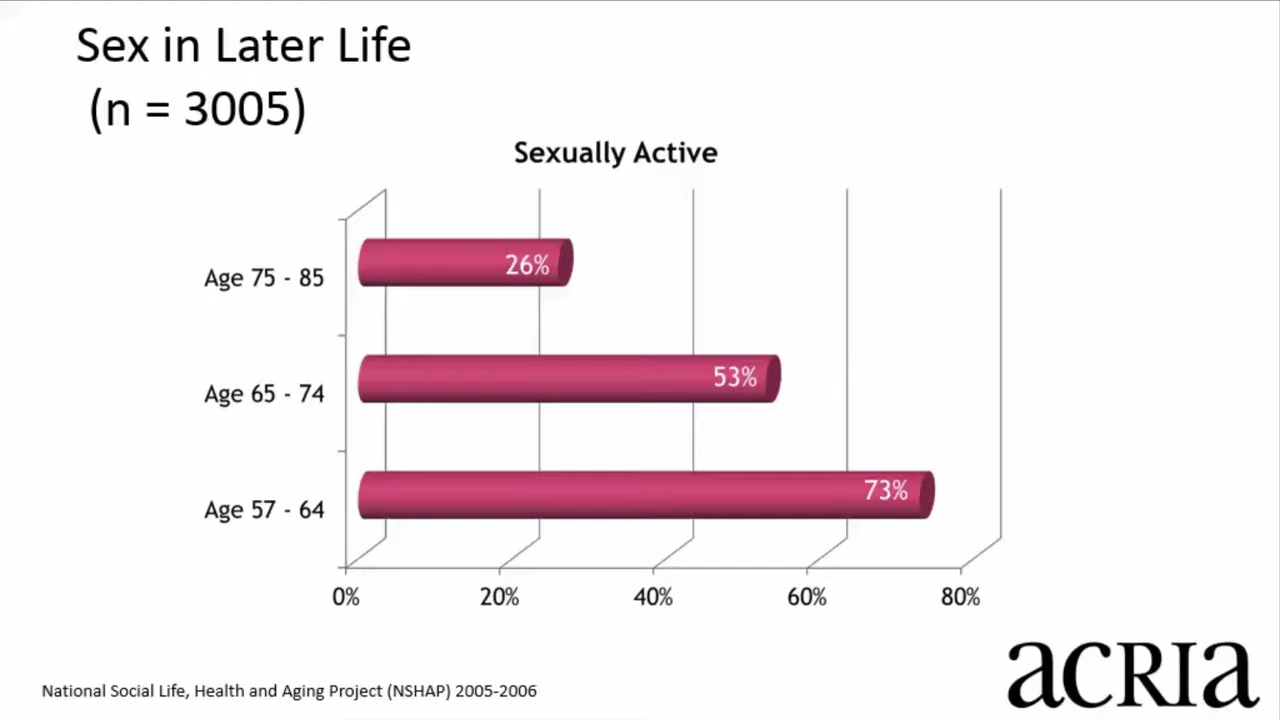 Sex in Later Life
(n = 3005)
Sexually Active
Age 75 - 85
26%
Age 65 - 74
53%
Age 57 - 64
73%
0%
20%
40%
60%
80%
National Social Life, Health and Aging Project (NSHAP) 2005-2006
acria